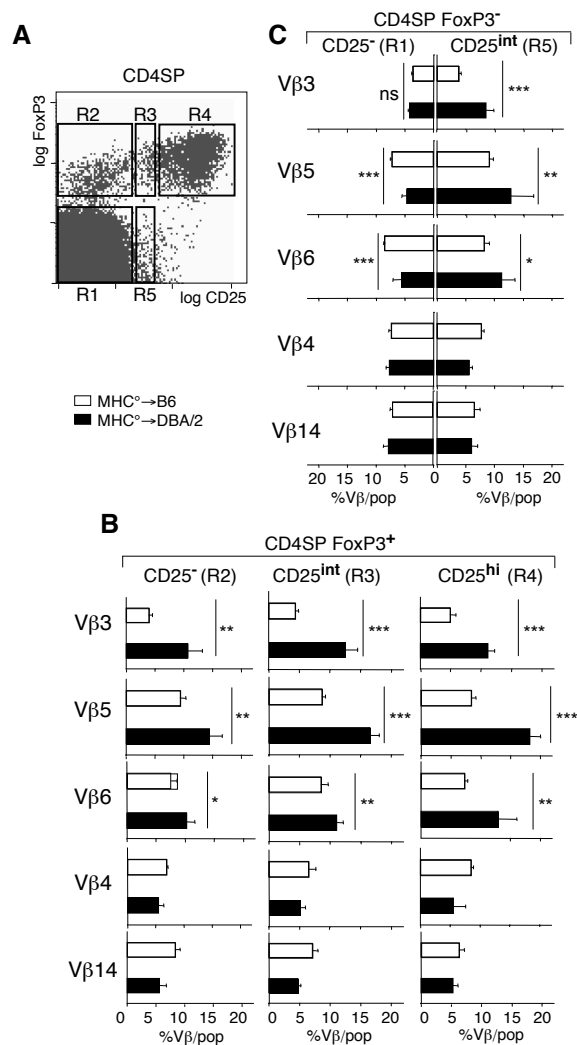 A
CD4SP
log FoxP3
R2 R3 R4
R1 R5 log CD25
MHC°→B6
MHC°→DBA/2
C
CD4SP FoxP3⁻
CD25⁻ (R1) CD25int (R5)
Vβ3 ns ***
Vβ5 *** **
Vβ6 *** *
Vβ4
Vβ14
20 15 10 5 0 0 5 10 15 20
%Vβ/pop %Vβ/pop
B
CD4SP FoxP3⁺
CD25⁻ (R2) CD25int (R3) CD25hi (R4)
Vβ3 ** *** ***
Vβ5 ** *** ***
Vβ6 * ** **
Vβ4
Vβ14
0 5 10 15 20 0 5 10 15 20 0 5 10 15 20
%Vβ/pop %Vβ/pop %Vβ/pop